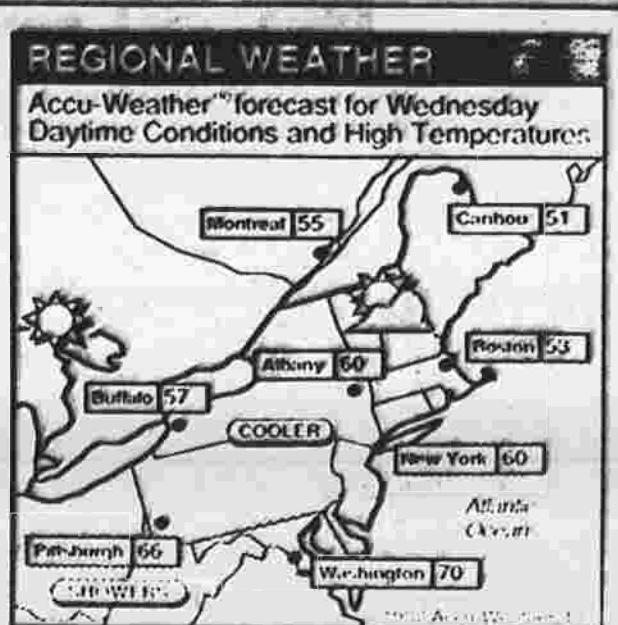 REGIONAL WEATHER
Accu-Weather™ forecast for Wednesday
Daytime Conditions and High Temperatures
Montreal 55
Caribou 51
Boston 53
Albany 60
Buffalo 57
COOLER
New York 60
Atlantic
Ocean
Pittsburgh 66
Washington 70
SHOWERS